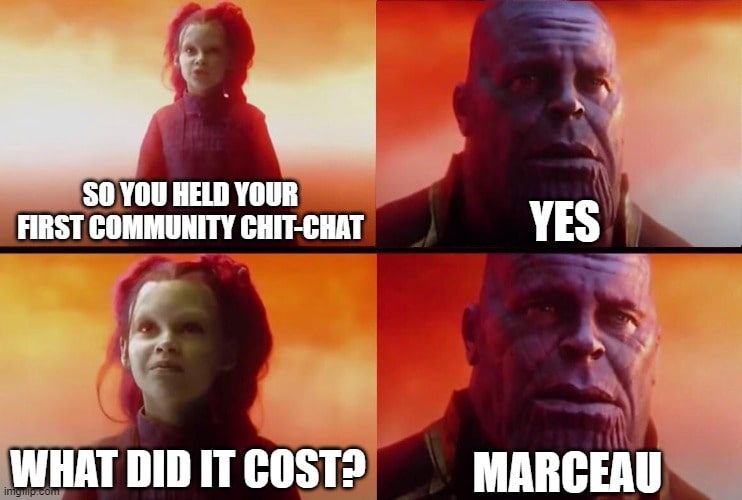 SO YOU HELD YOUR
FIRST COMMUNITY CHIT-CHAT
YES
WHAT DID IT COST?
MARCEAU
imgflip.com